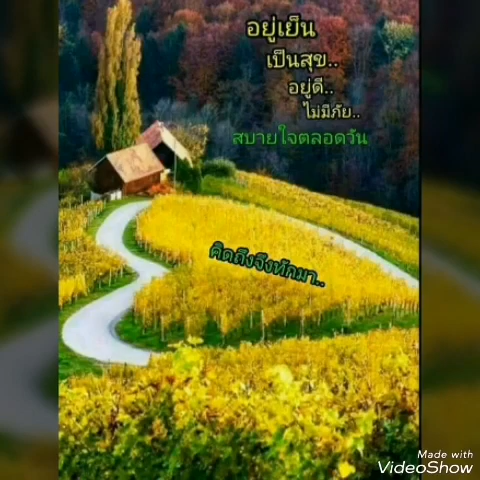 อยู่เย็น
เป็นสุข..
อยู่ดี..
ไม่มีภัย..
สบายใจตลอดวัน
คิดถึงจึงทักมา..
Made with
VideoShow